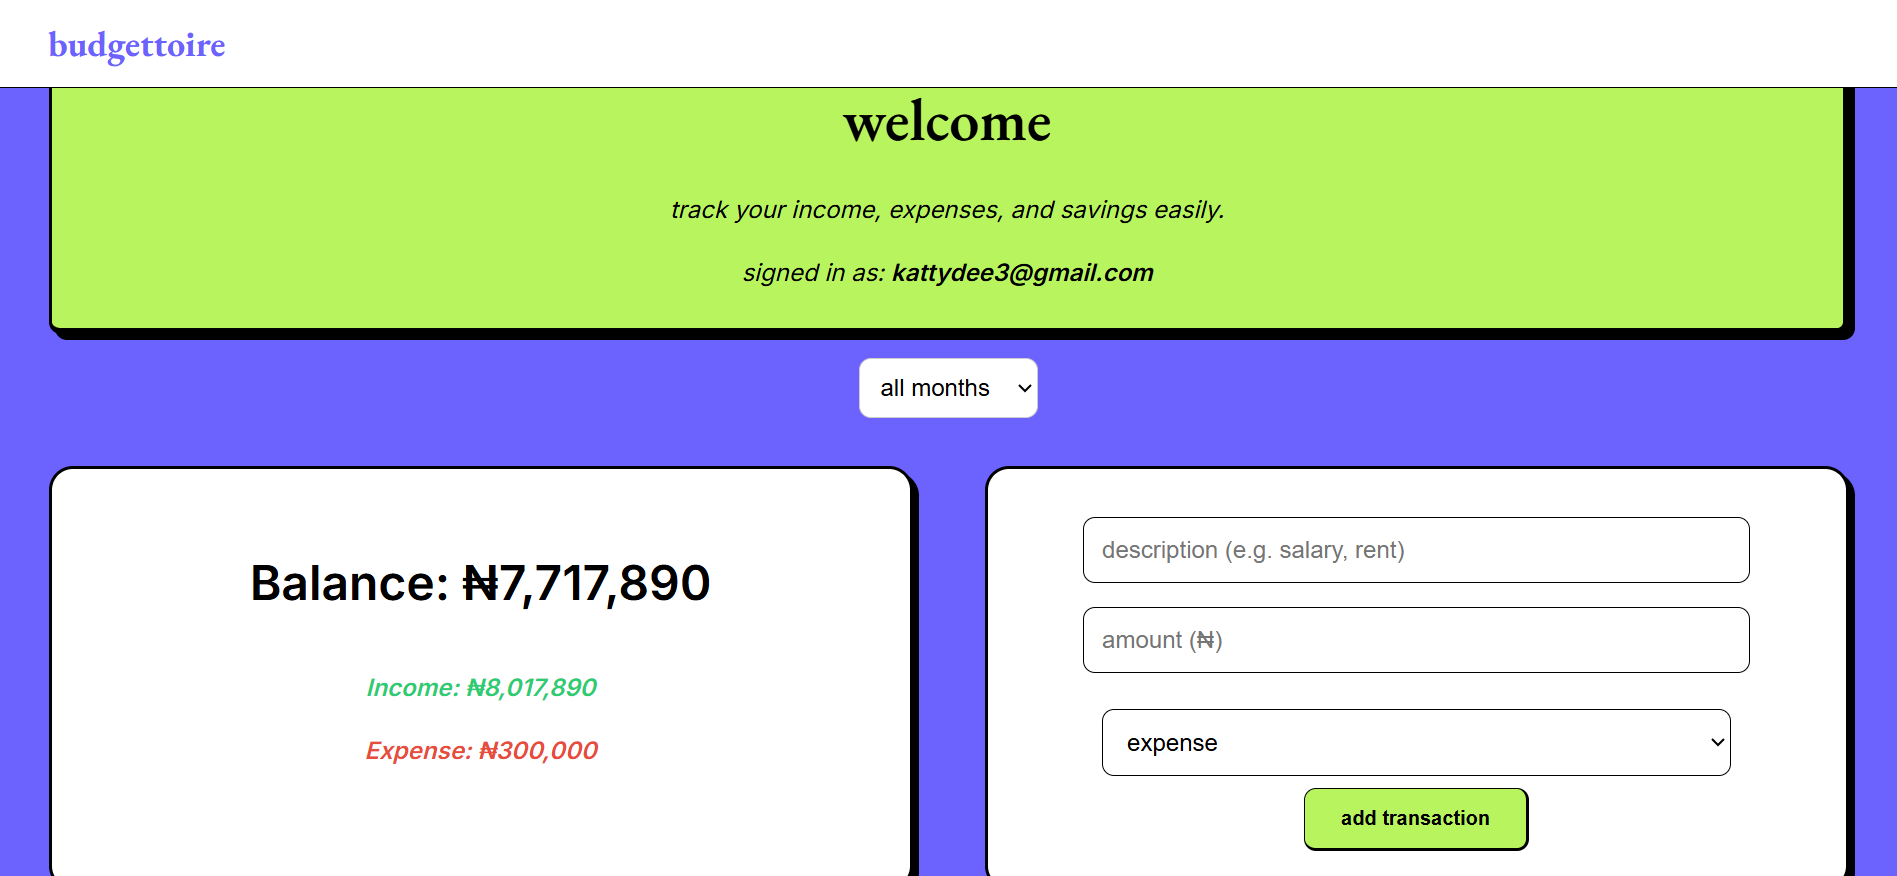 budgettoire
welcome
track your income, expenses, and savings easily.
signed in as: kattydee3@gmail.com
all months
Balance: ₦7,717,890
Income: ₦8,017,890
Expense: ₦300,000
description (e.g. salary, rent)
amount (₦)
expense
add transaction